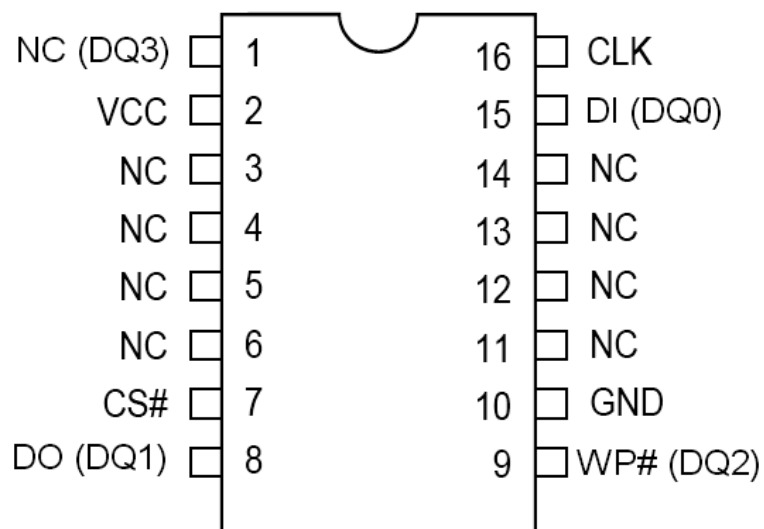 NC (DQ3) 1 16 CLK
VCC 2 15 DI (DQ0)
NC 3 14 NC
NC 4 13 NC
NC 5 12 NC
NC 6 11 NC
CS# 7 10 GND
DO (DQ1) 8 9 WP# (DQ2)